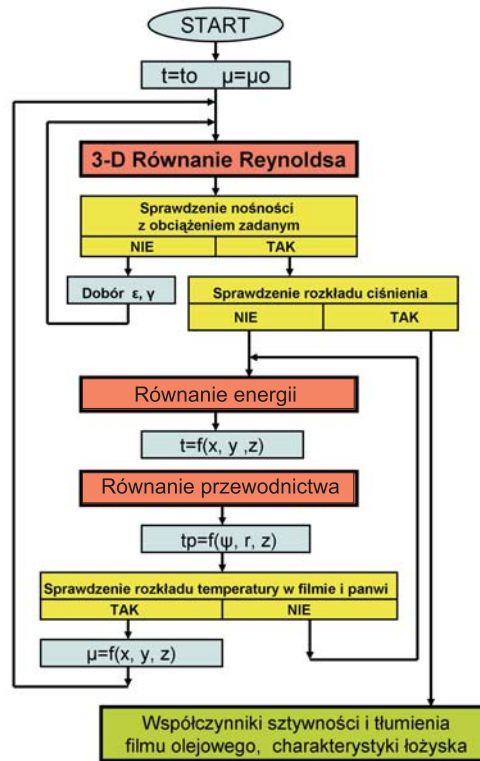 START
t=to μ=μo
3-D Równanie Reynoldsa
Sprawdzenie nośności
z obciążeniem zadanym
NIE TAK
Dobór ε, γ
Sprawdzenie rozkładu ciśnienia
NIE TAK
Równanie energii
t=f(x, y ,z)
Równanie przewodnictwa
tp=f(ψ, r, z)
Sprawdzenie rozkładu temperatury w filmie i panwi
TAK NIE
μ=f(x, y, z)
Współczynniki sztywności i tłumienia
filmu olejowego, charakterystyki łożyska